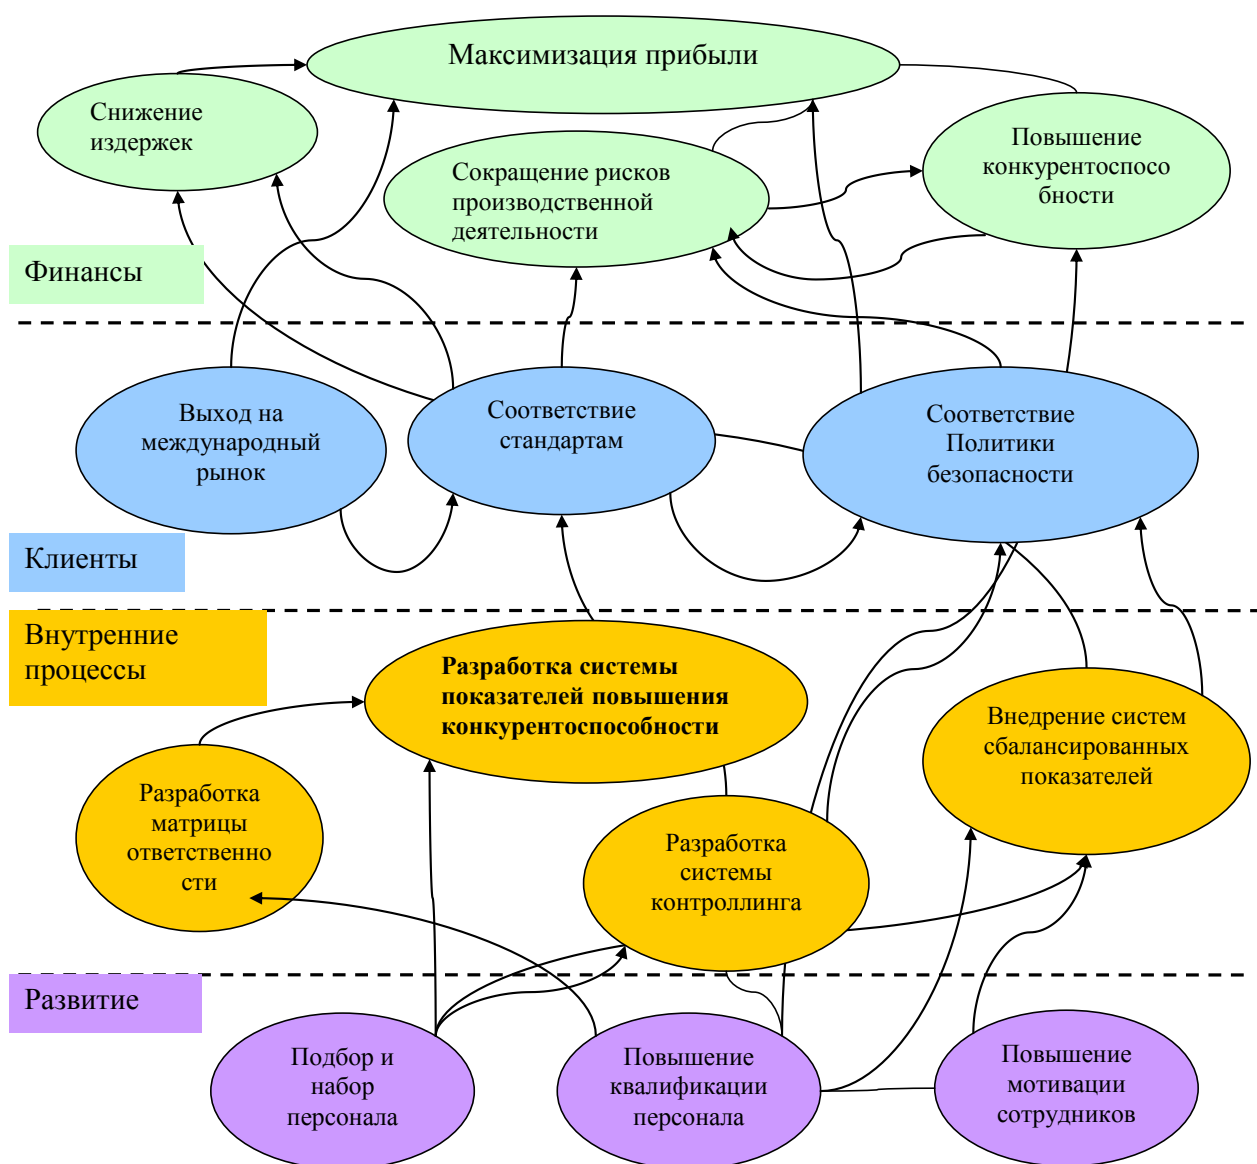 Максимизация прибыли
Снижение
издержек
Сокращение рисков
производственной
деятельности
Повышение
конкурентоспосо
бности
Финансы
Выход на
международный
рынок
Соответствие
стандартам
Соответствие
Политики
безопасности
Клиенты
Внутренние
процессы
Разработка системы
показателей повышения
конкурентоспособности
Внедрение систем
сбалансированных
показателей
Разработка
матрицы
ответственно
сти
Разработка
системы
контроллинга
Развитие
Подбор и
набор
персонала
Повышение
квалификации
персонала
Повышение
мотивации
сотрудников